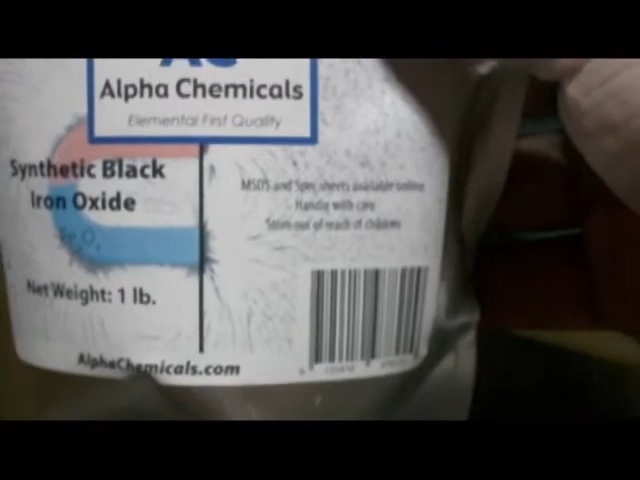 AC
Alpha Chemicals
Elemental First Quality
Synthetic Black
Iron Oxide
Net Weight: 1 lb.
AlphaChemicals.com
MSDS and Spec sheets available online
Handle with care
Store out of reach of children